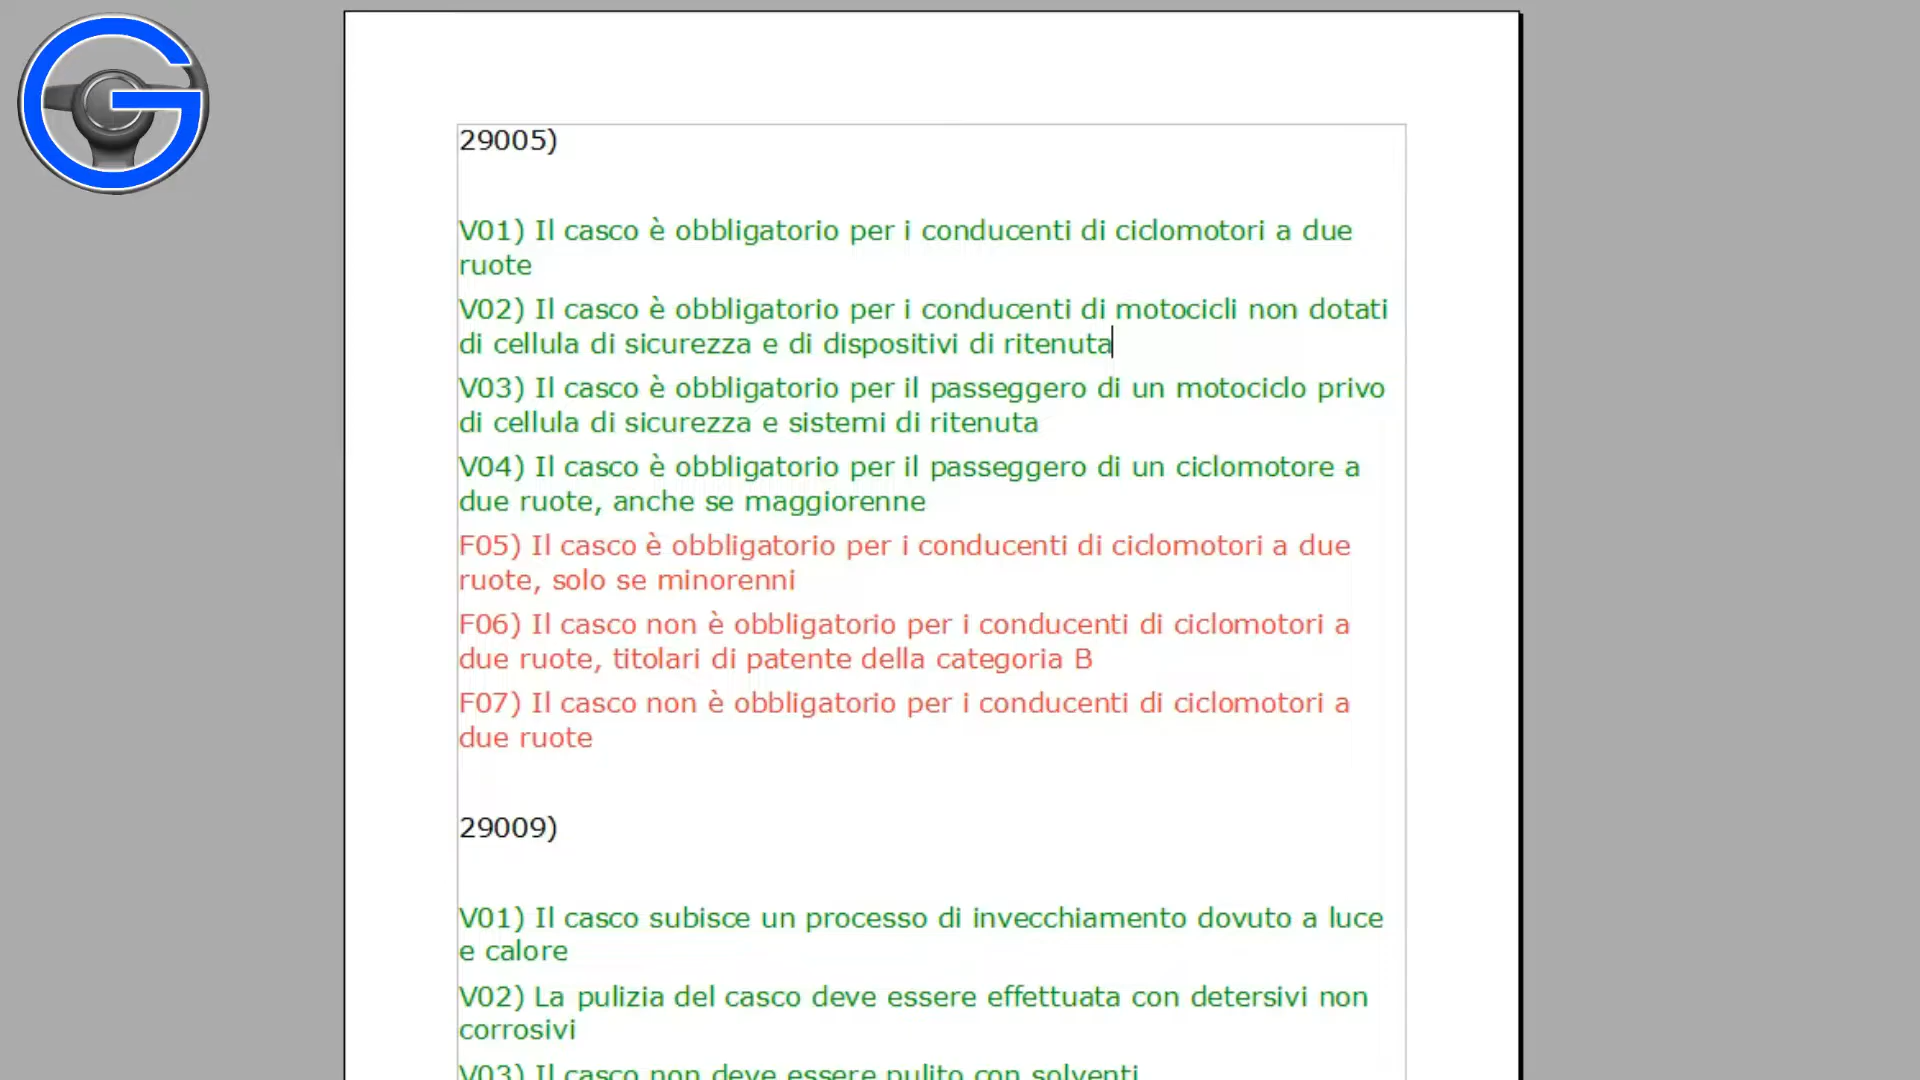 29005)
V01) Il casco è obbligatorio per i conducenti di ciclomotori a due
ruote
V02) Il casco è obbligatorio per i conducenti di motocicli non dotati
di cellula di sicurezza e di dispositivi di ritenuta
V03) Il casco è obbligatorio per il passeggero di un motociclo privo
di cellula di sicurezza e sistemi di ritenuta
V04) Il casco è obbligatorio per il passeggero di un ciclomotore a
due ruote, anche se maggiorenne
F05) Il casco è obbligatorio per i conducenti di ciclomotori a due
ruote, solo se minorenni
F06) Il casco non è obbligatorio per i conducenti di ciclomotori a
due ruote, titolari di patente della categoria B
F07) Il casco non è obbligatorio per i conducenti di ciclomotori a
due ruote
29009)
V01) Il casco subisce un processo di invecchiamento dovuto a luce
e calore
V02) La pulizia del casco deve essere effettuata con detersivi non
corrosivi
V03) Il casco non deve essere pulito con solventi